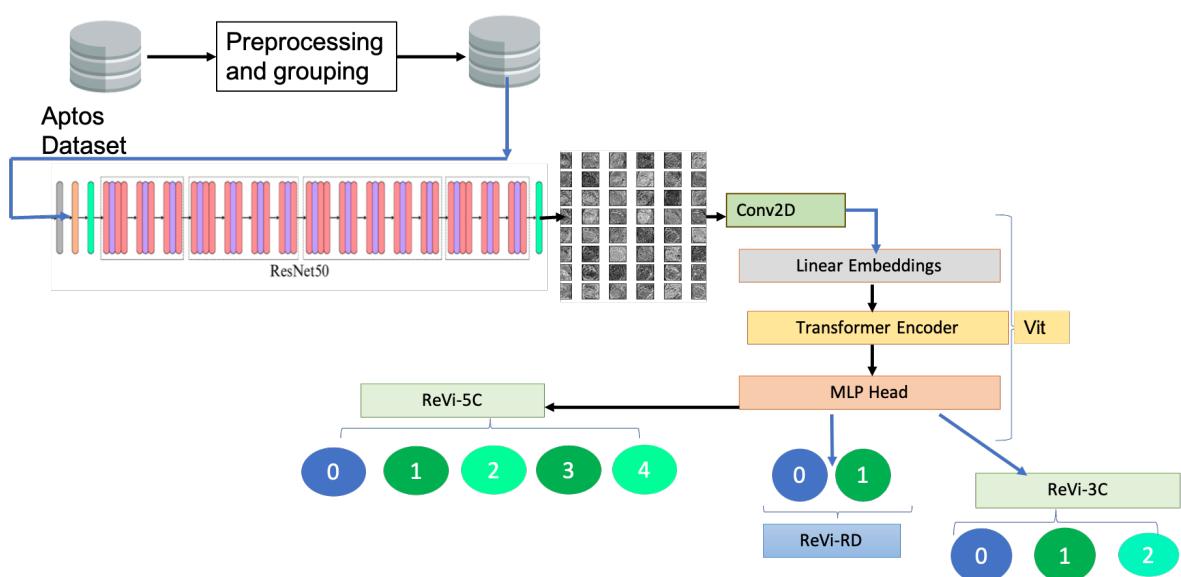 Preprocessing
and grouping
Aptos
Dataset
ResNet50
Conv2D
Linear Embeddings
Transformer Encoder
Vit
MLP Head
ReVi-5C
0 1 2 3 4
0 1
ReVi-RD
ReVi-3C
0 1 2